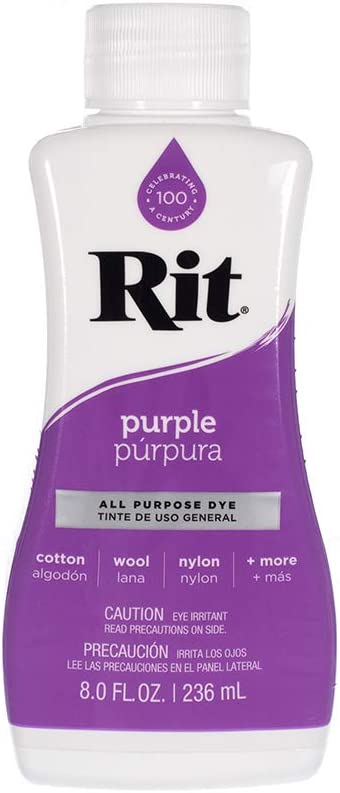 CELEBRATING
100
A CENTURY
Rit®
purple
púrpura
ALL PURPOSE DYE
TINTE DE USO GENERAL
cotton | wool | nylon | + more
algodón | lana | nylon | + más
CAUTION EYE IRRITANT
READ PRECAUTIONS ON SIDE.
PRECAUCIÓN IRRITA LOS OJOS
LEE LAS PRECAUCIONES EN EL PANEL LATERAL
8.0 FL.OZ. | 236 mL